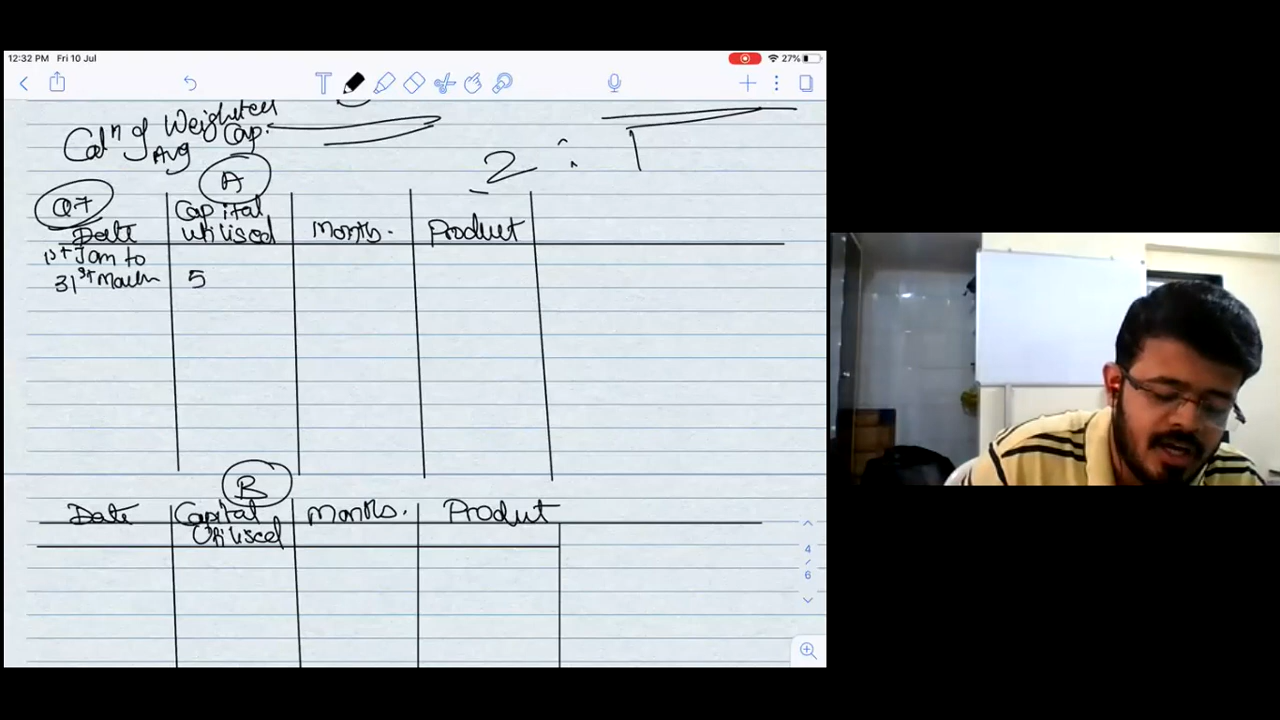 12:32 PM Fri 10 Jul
27%
T
Calⁿ of Weighted
Avg Cap.
2 : 1
A
Q7
Capital
Date Utilised Months. Product
1st Jan to
31st March 5
B
Date Capital Months. Product
Utilised
4
/
6